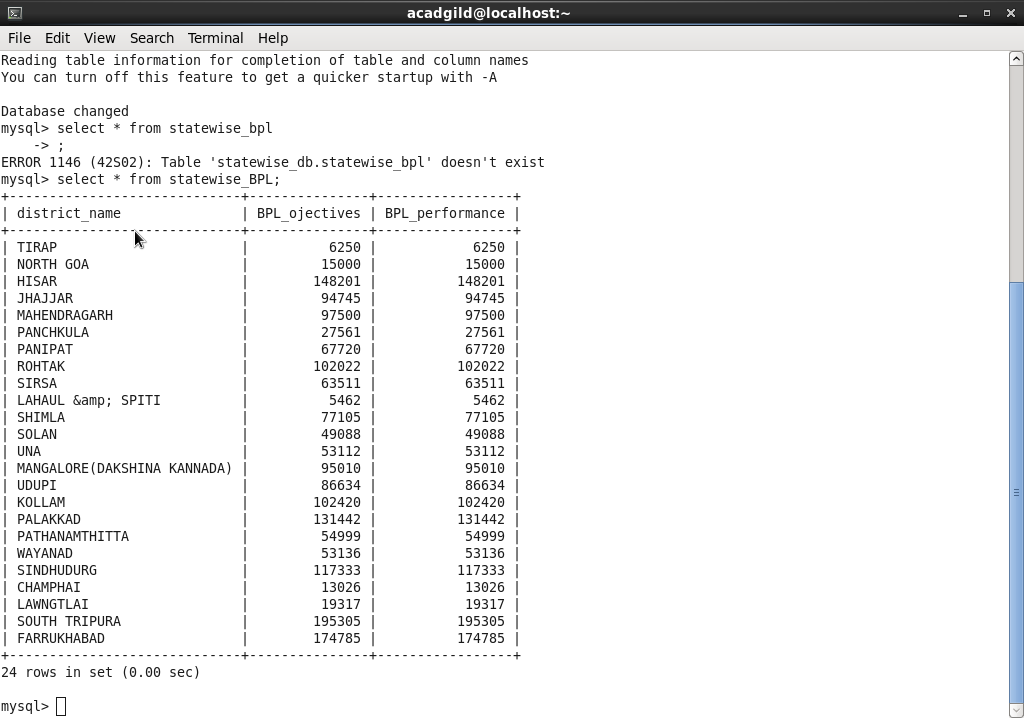 acadgild@localhost:~
File Edit View Search Terminal Help
Reading table information for completion of table and column names
You can turn off this feature to get a quicker startup with -A

Database changed
mysql> select * from statewise_bpl
    -> ;
ERROR 1146 (42S02): Table 'statewise_db.statewise_bpl' doesn't exist
mysql> select * from statewise_BPL;
+-----------------------------+---------------+-----------------+
| district_name               | BPL_ojectives | BPL_performance |
+-----------------------------+---------------+-----------------+
| TIRAP                       |          6250 |            6250 |
| NORTH GOA                   |         15000 |           15000 |
| HISAR                       |        148201 |          148201 |
| JHAJJAR                     |         94745 |           94745 |
| MAHENDRAGARH                |         97500 |           97500 |
| PANCHKULA                   |         27561 |           27561 |
| PANIPAT                     |         67720 |           67720 |
| ROHTAK                      |        102022 |          102022 |
| SIRSA                       |         63511 |           63511 |
| LAHAUL &amp; SPITI          |          5462 |            5462 |
| SHIMLA                      |         77105 |           77105 |
| SOLAN                       |         49088 |           49088 |
| UNA                         |         53112 |           53112 |
| MANGALORE(DAKSHINA KANNADA) |         95010 |           95010 |
| UDUPI                       |         86634 |           86634 |
| KOLLAM                      |        102420 |          102420 |
| PALAKKAD                    |        131442 |          131442 |
| PATHANAMTHITTA              |         54999 |           54999 |
| WAYANAD                     |         53136 |           53136 |
| SINDHUDURG                  |        117333 |          117333 |
| CHAMPHAI                    |         13026 |           13026 |
| LAWNGTLAI                   |         19317 |           19317 |
| SOUTH TRIPURA               |        195305 |          195305 |
| FARRUKHABAD                 |        174785 |          174785 |
+-----------------------------+---------------+-----------------+
24 rows in set (0.00 sec)

mysql>